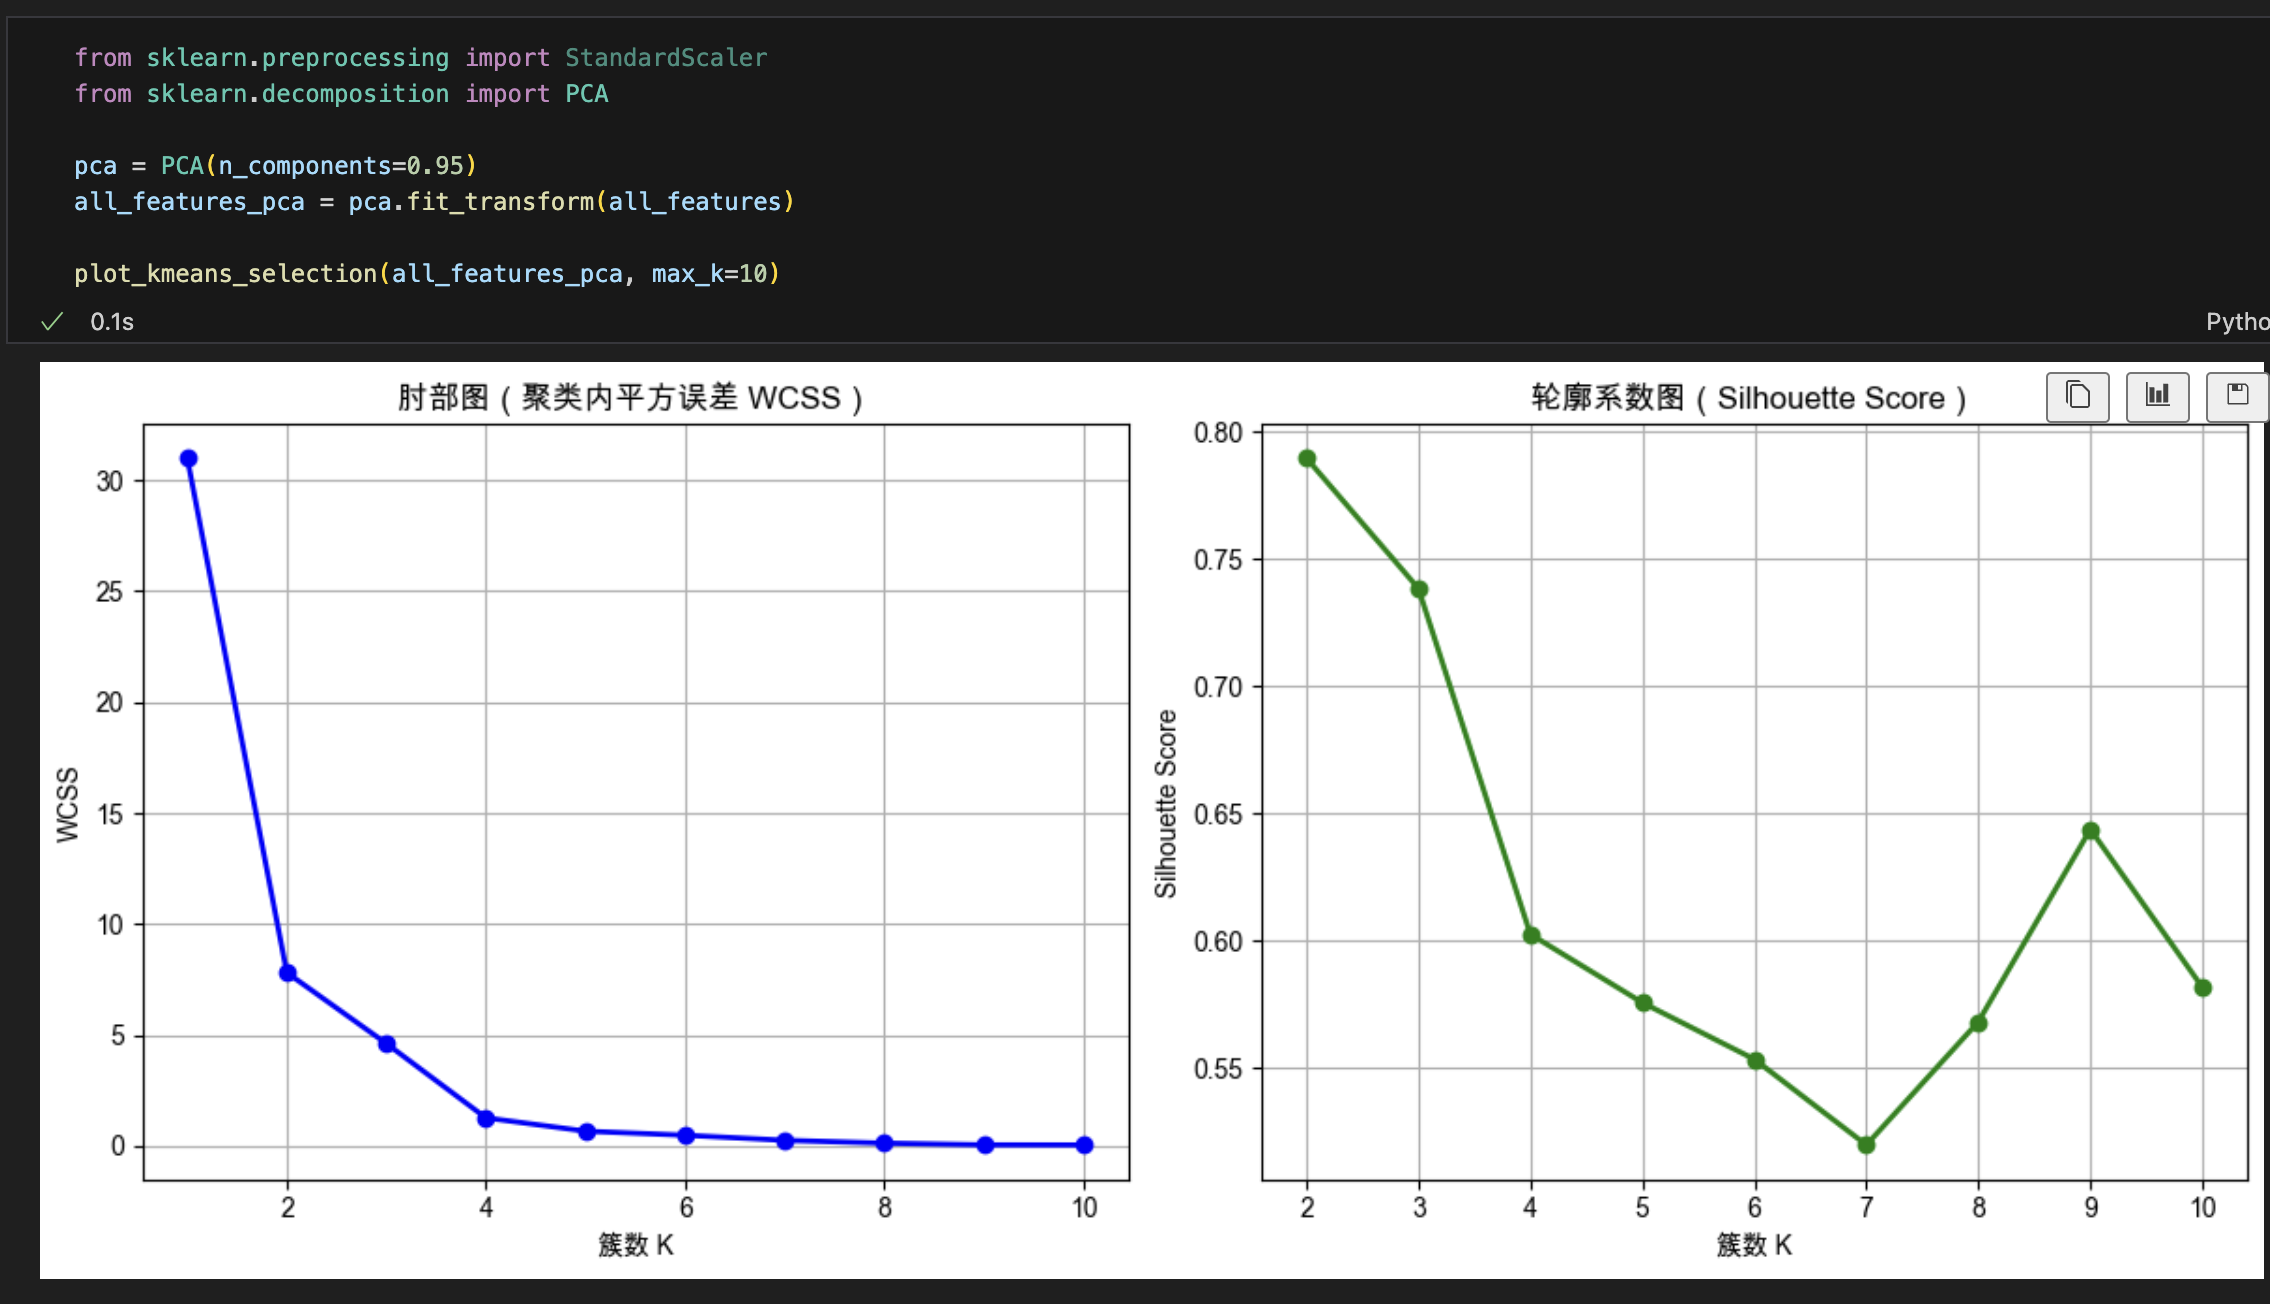 from sklearn.preprocessing import StandardScaler
from sklearn.decomposition import PCA
pca = PCA(n_components=0.95)
all_features_pca = pca.fit_transform(all_features)
plot_kmeans_selection(all_features_pca, max_k=10)
0.1s
Pytho
肘部图（聚类内平方误差 WCSS）
WCSS
30
25
20
15
10
5
0
2 4 6 8 10
簇数 K
轮廓系数图（Silhouette Score）
Silhouette Score
0.80
0.75
0.70
0.65
0.60
0.55
2 3 4 5 6 7 8 9 10
簇数 K